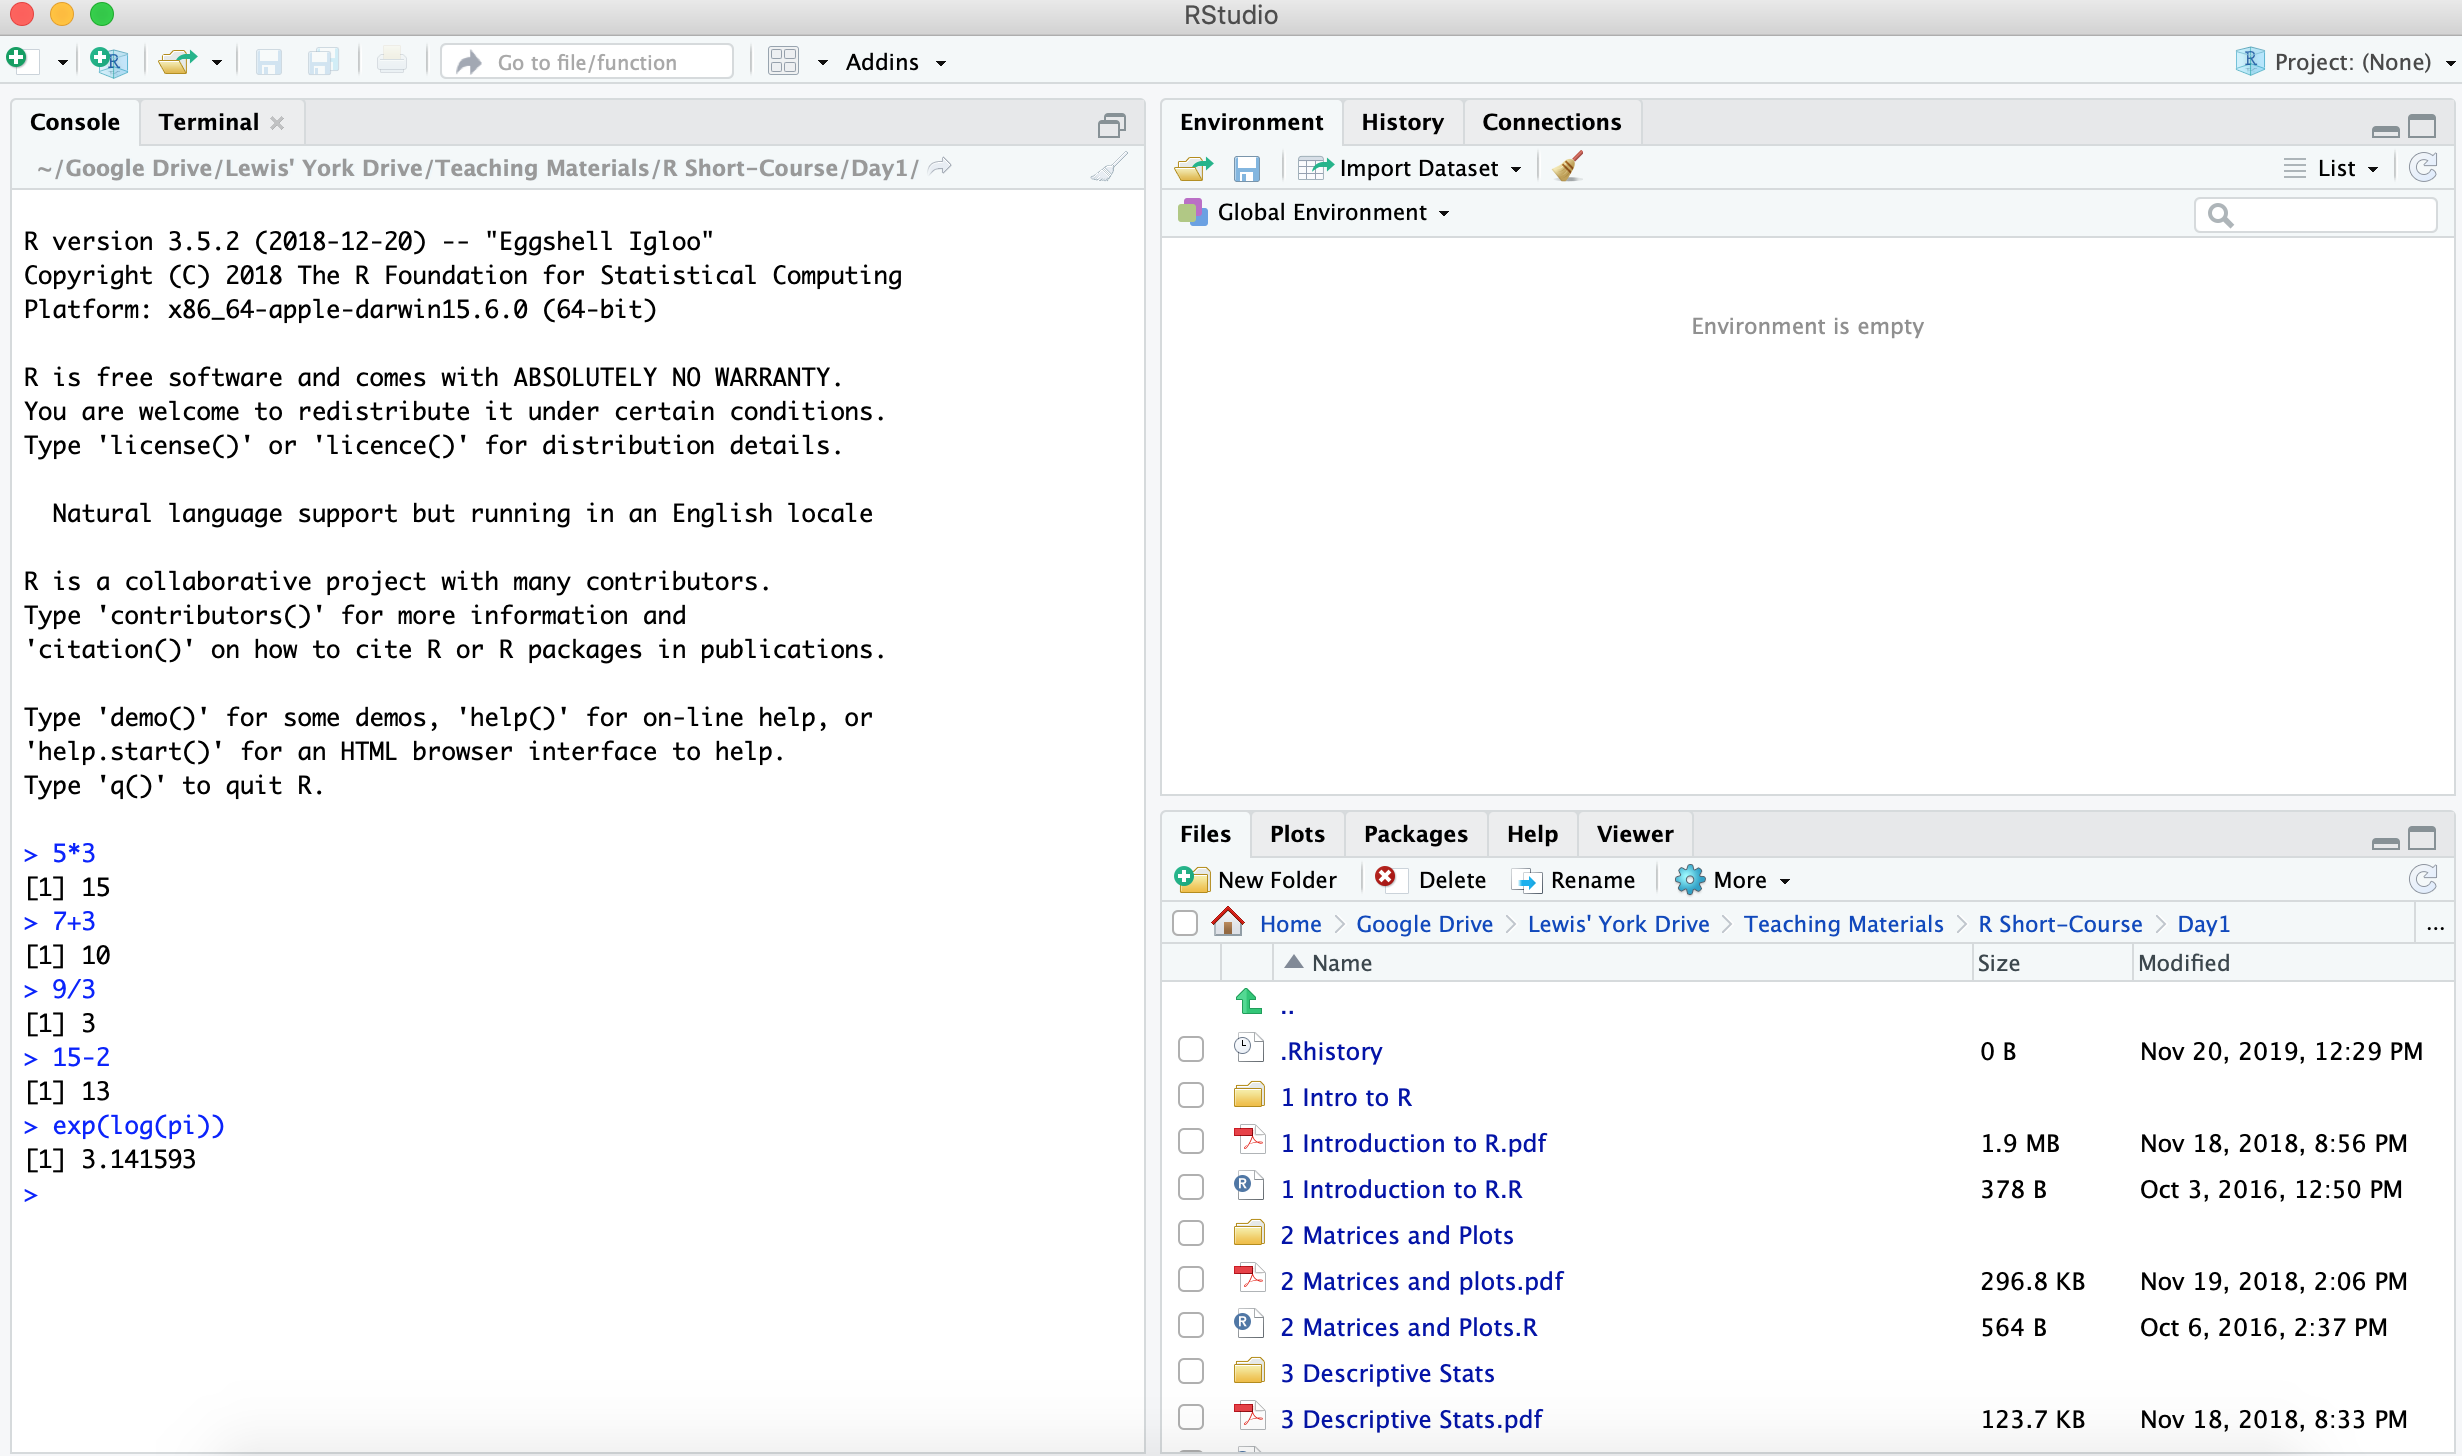 RStudio
Go to file/function
Addins
Project: (None)
Console Terminal
~/Google Drive/Lewis' York Drive/Teaching Materials/R Short-Course/Day1/
R version 3.5.2 (2018-12-20) -- "Eggshell Igloo"
Copyright (C) 2018 The R Foundation for Statistical Computing
Platform: x86_64-apple-darwin15.6.0 (64-bit)
R is free software and comes with ABSOLUTELY NO WARRANTY.
You are welcome to redistribute it under certain conditions.
Type 'license()' or 'licence()' for distribution details.
Natural language support but running in an English locale
R is a collaborative project with many contributors.
Type 'contributors()' for more information and
'citation()' on how to cite R or R packages in publications.
Type 'demo()' for some demos, 'help()' for on-line help, or
'help.start()' for an HTML browser interface to help.
Type 'q()' to quit R.
> 5*3
[1] 15
> 7+3
[1] 10
> 9/3
[1] 3
> 15-2
[1] 13
> exp(log(pi))
[1] 3.141593
>
Environment History Connections
Import Dataset List
Global Environment
Environment is empty
Files Plots Packages Help Viewer
New Folder Delete Rename More
Home > Google Drive > Lewis' York Drive > Teaching Materials > R Short-Course > Day1 ...
Name Size Modified
..
.Rhistory 0 B Nov 20, 2019, 12:29 PM
1 Intro to R
1 Introduction to R.pdf 1.9 MB Nov 18, 2018, 8:56 PM
1 Introduction to R.R 378 B Oct 3, 2016, 12:50 PM
2 Matrices and Plots
2 Matrices and plots.pdf 296.8 KB Nov 19, 2018, 2:06 PM
2 Matrices and Plots.R 564 B Oct 6, 2016, 2:37 PM
3 Descriptive Stats
3 Descriptive Stats.pdf 123.7 KB Nov 18, 2018, 8:33 PM